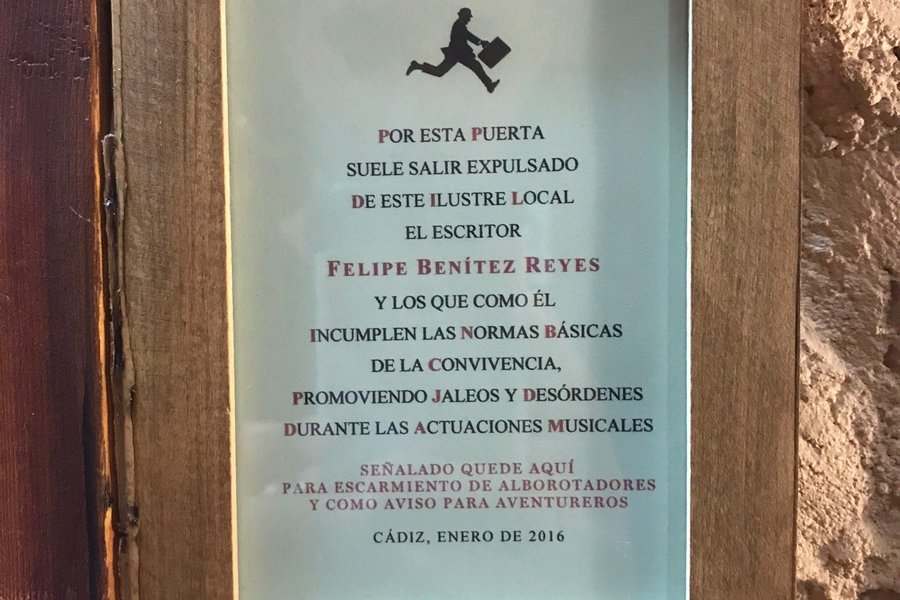 POR ESTA PUERTA
SUELE SALIR EXPULSADO
DE ESTE ILUSTRE LOCAL
EL ESCRITOR
FELIPE BENÍTEZ REYES
Y LOS QUE COMO ÉL
INCUMPLEN LAS NORMAS BÁSICAS
DE LA CONVIVENCIA,
PROMOVIENDO JALEOS Y DESÓRDENES
DURANTE LAS ACTUACIONES MUSICALES
SEÑALADO QUEDE AQUÍ
PARA ESCARMIENTO DE ALBOROTADORES
Y COMO AVISO PARA AVENTUREROS
CÁDIZ, ENERO DE 2016